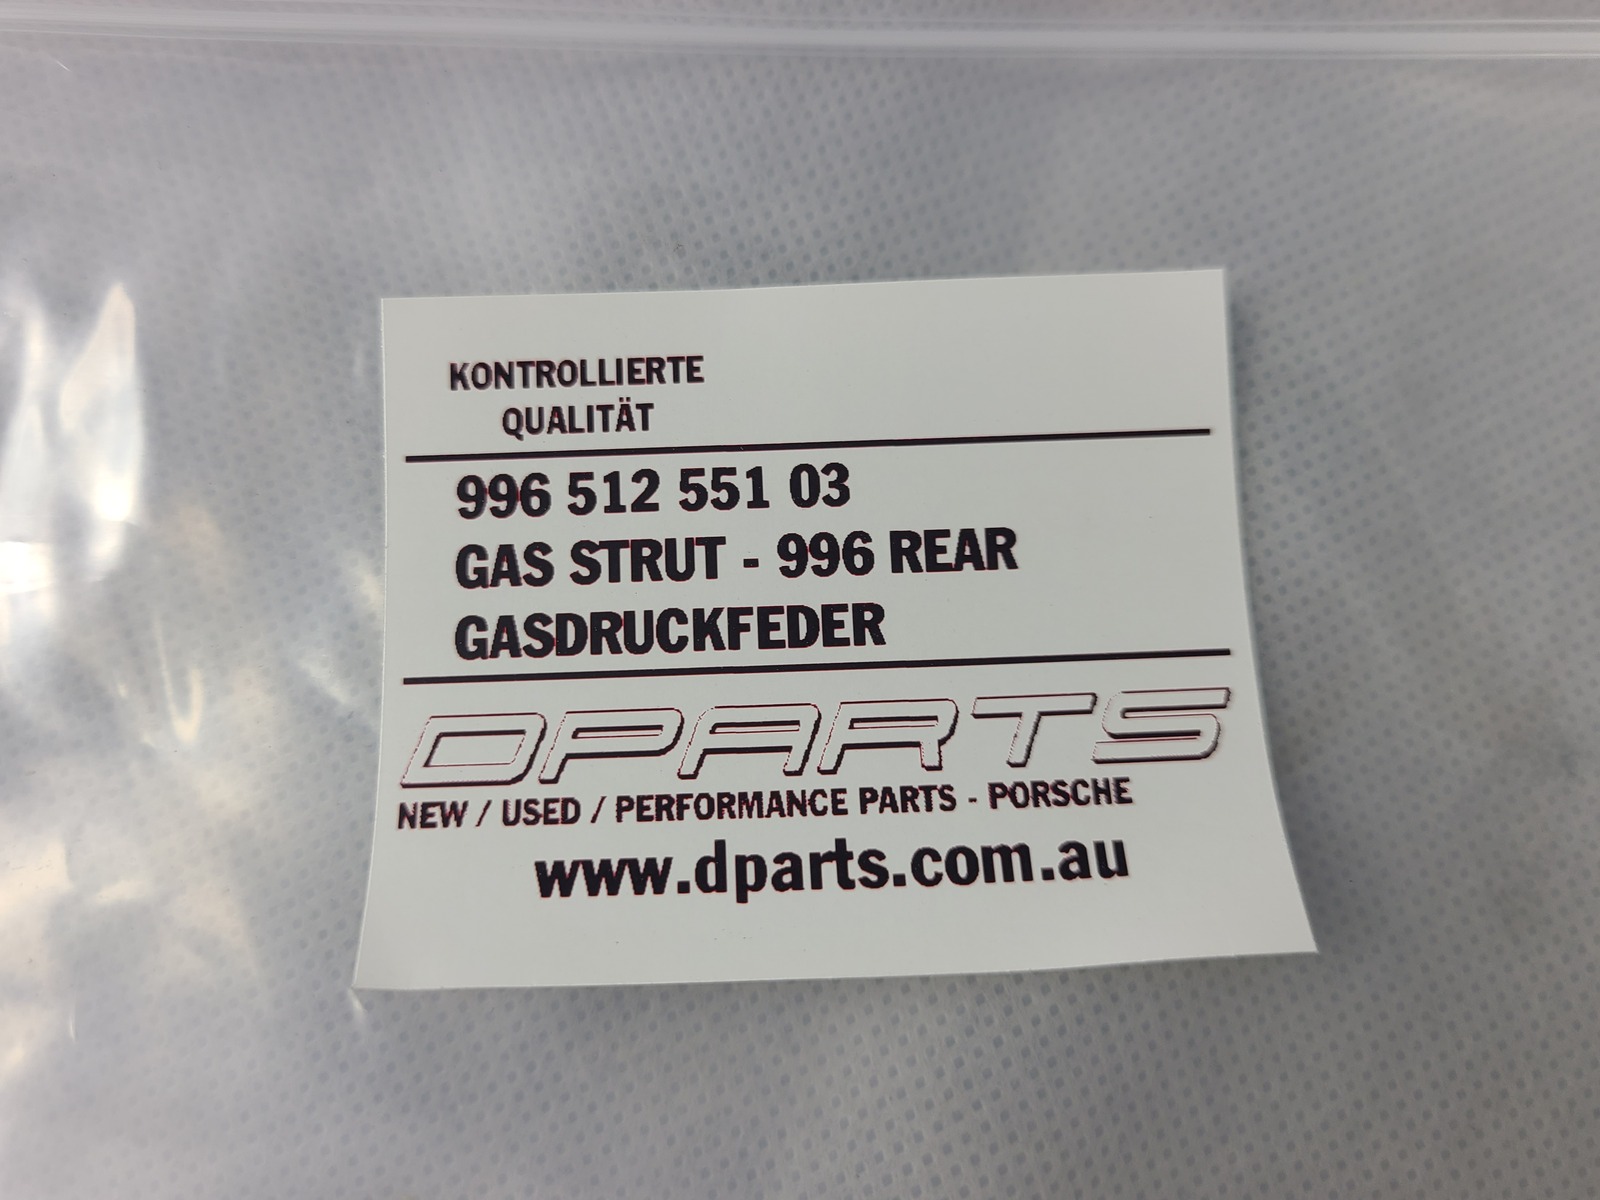 KONTROLLIERTE
QUALITÄT
996 512 551 03
GAS STRUT - 996 REAR
GASDRUCKFEDER
DPARTS
NEW / USED / PERFORMANCE PARTS - PORSCHE
www.dparts.com.au